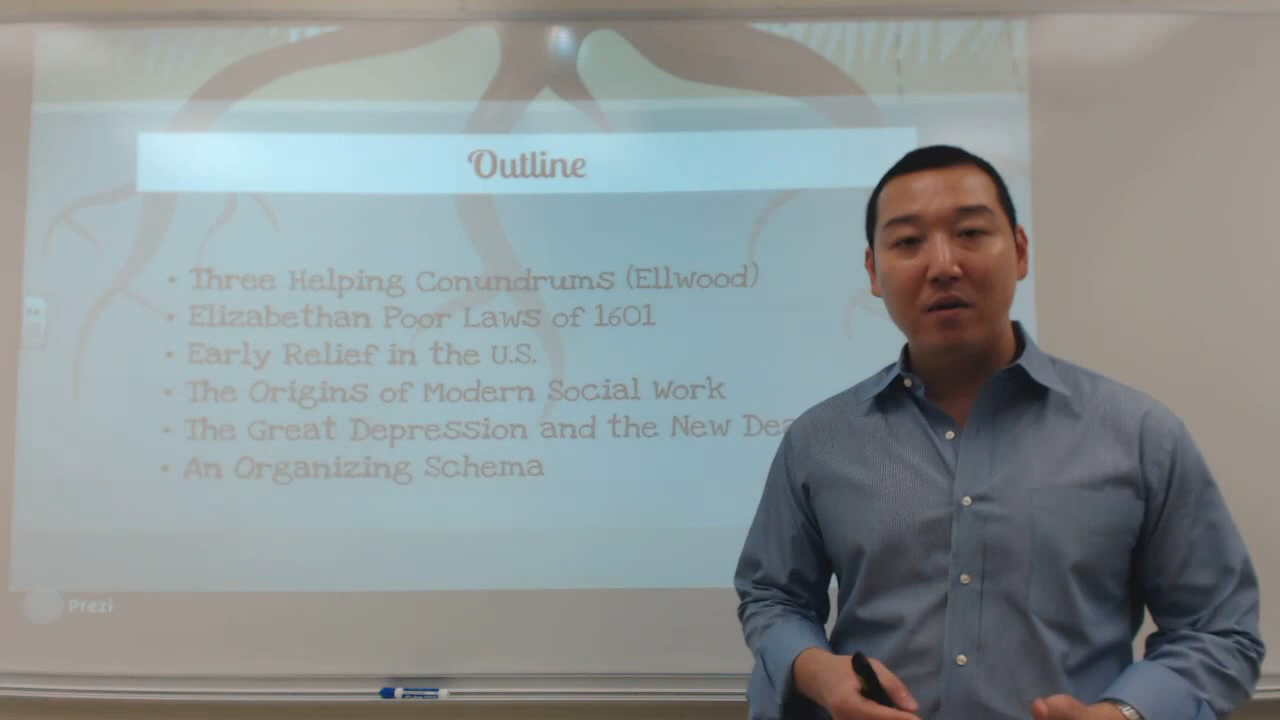 Outline
• Three Helping Conundrums (Ellwood)
• Elizabethan Poor Laws of 1601
• Early Relief in the U.S.
• The Origins of Modern Social Work
• The Great Depression and the New Dea
• An Organizing Schema
Prezi